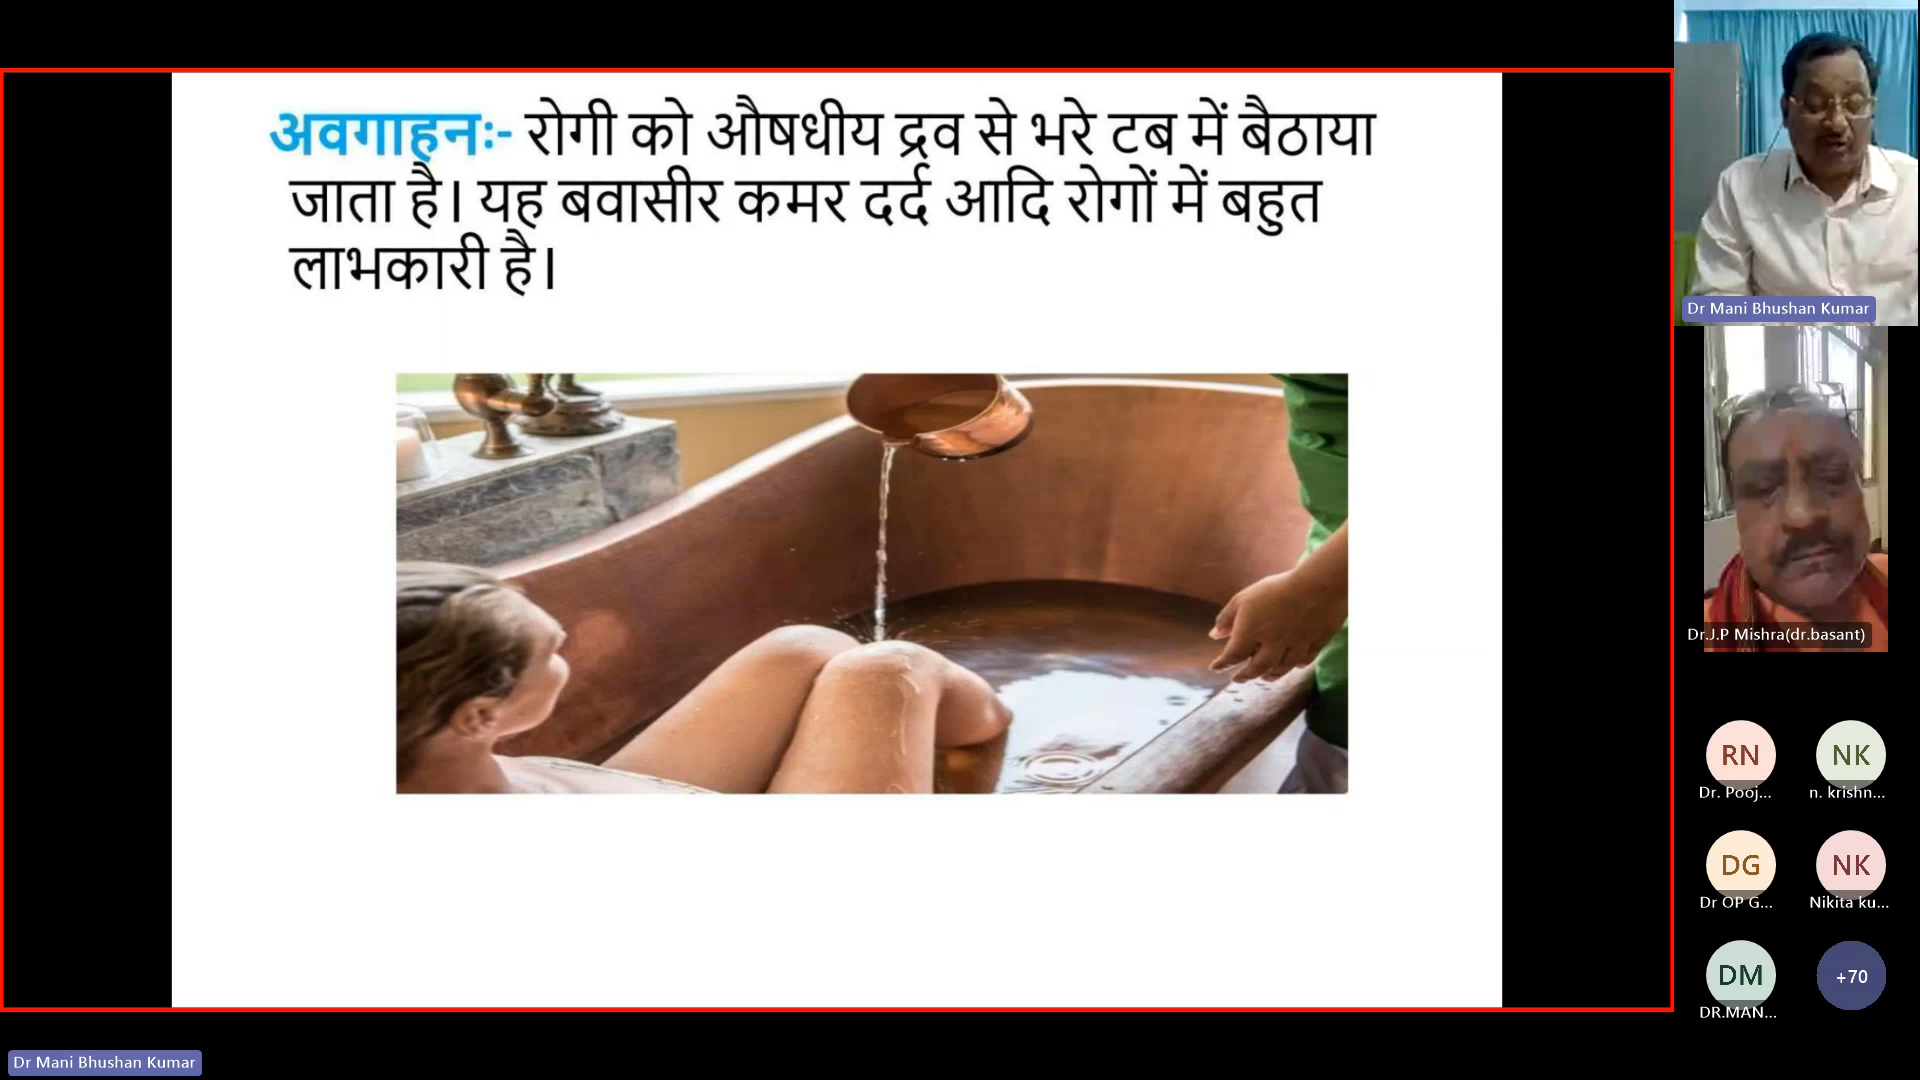 अवगाहनः- रोगी को औषधीय द्रव से भरे टब में बैठाया
जाता है। यह बवासीर कमर दर्द आदि रोगों में बहुत
लाभकारी है।
Dr Mani Bhushan Kumar
Dr.J.P Mishra(dr.basant)
RN
Dr. Pooj...
NK
n. krishn...
DG
Dr OP G...
NK
Nikita ku...
DM
DR.MAN...
+70
Dr Mani Bhushan Kumar